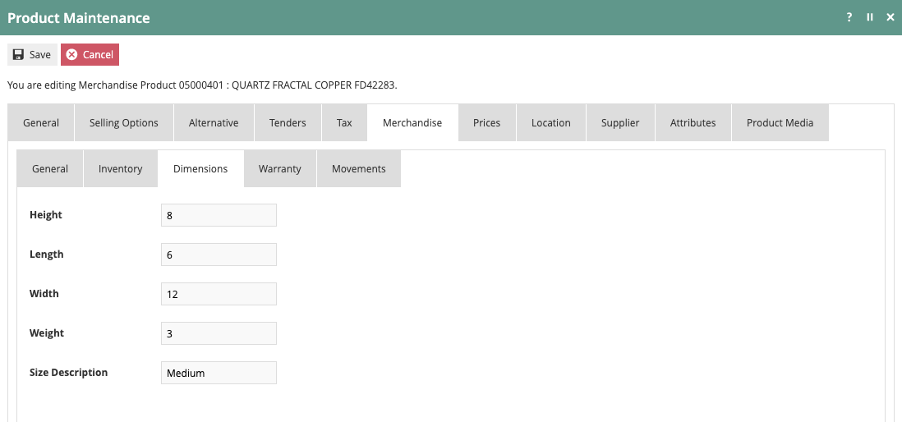 Product Maintenance ?
Save Cancel
You are editing Merchandise Product 05000401 : QUARTZ FRACTAL COPPER FD42283.
General Selling Options Alternative Tenders Tax Merchandise Prices Location Supplier Attributes Product Media
General Inventory Dimensions Warranty Movements
Height 8
Length 6
Width 12
Weight 3
Size Description Medium